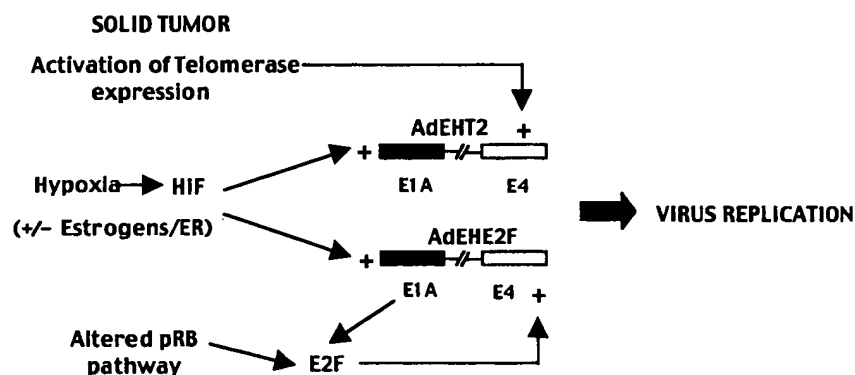 SOLID TUMOR
Activation of Telomerase
expression
AdEHT2 +
+
E1A E4
Hypoxia HiF
(+/- Estrogens/ER)
VIRUS REPLICATION
AdEHE2F
+
E1A E4 +
Altered pRB
pathway
E2F